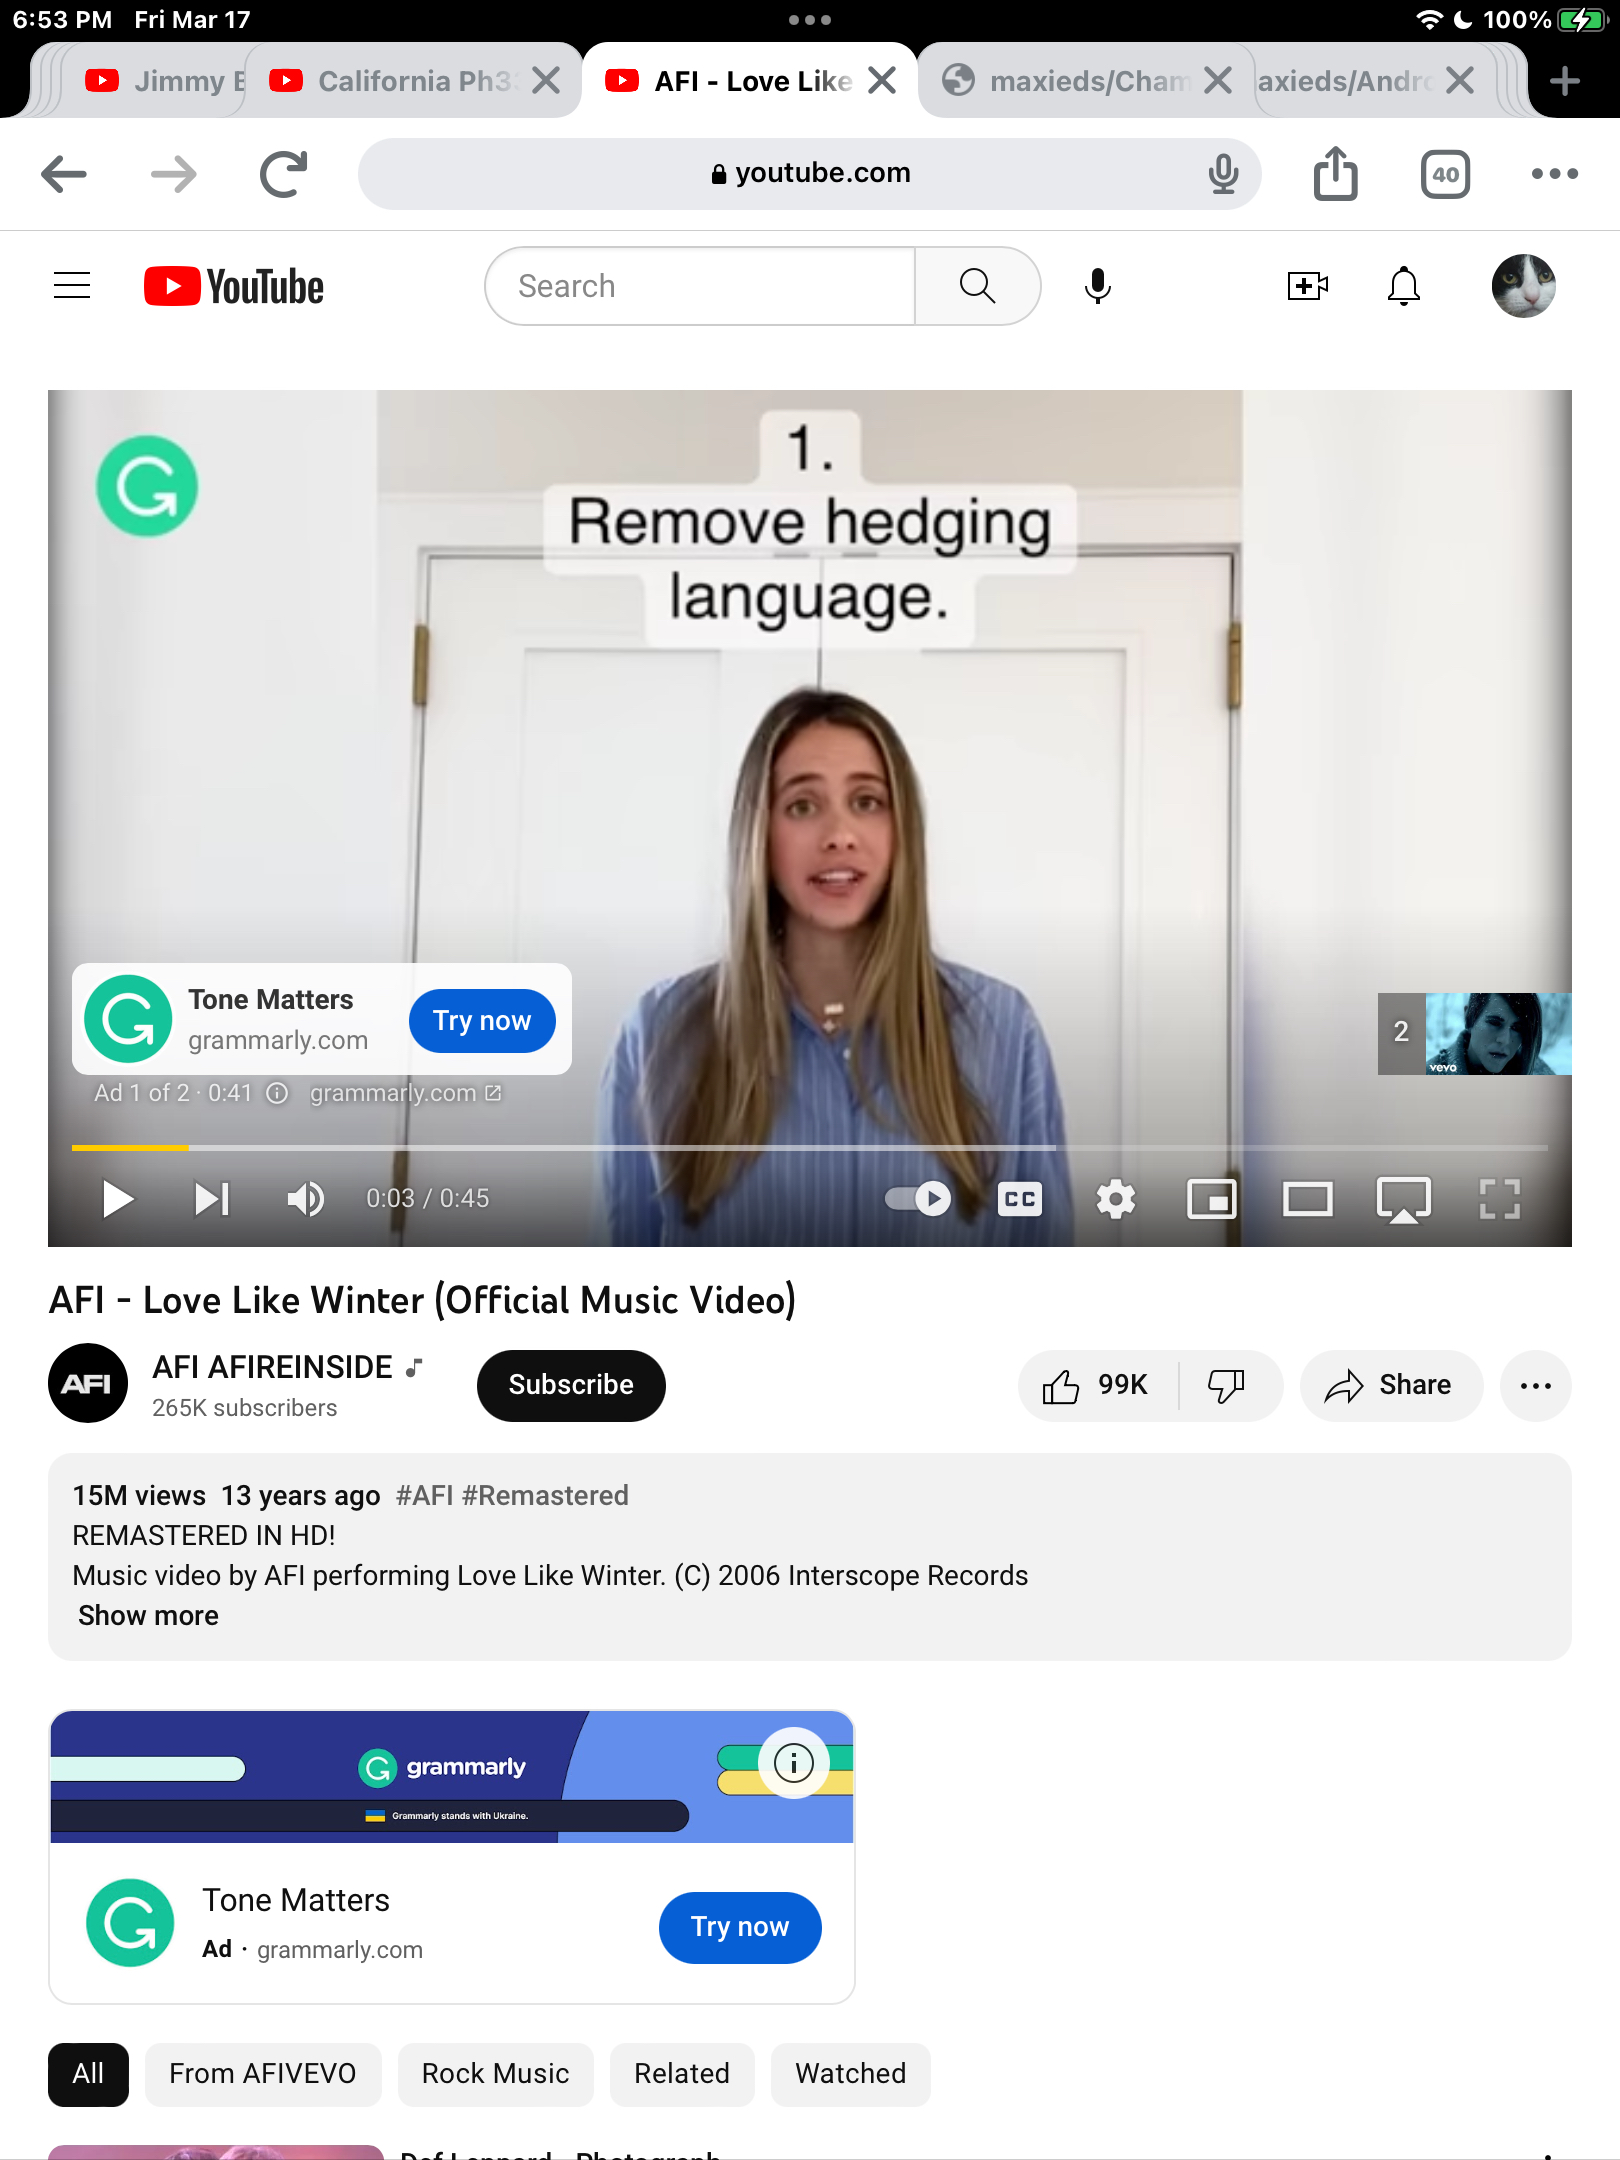 6:53 PM Fri Mar 17
100%
Jimmy
California Ph
AFI - Love Like
maxieds/Cham
axieds/Andr
youtube.com
40
YouTube
Search
1.
Remove hedging
language.
Tone Matters
grammarly.com
Try now
2
vevo
Ad 1 of 2 · 0:41 grammarly.com
0:03 / 0:45
CC
AFI - Love Like Winter (Official Music Video)
AFI
AFI AFIREINSIDE
265K subscribers
Subscribe
99K
Share
15M views 13 years ago #AFI #Remastered
REMASTERED IN HD!
Music video by AFI performing Love Like Winter. (C) 2006 Interscope Records
Show more
grammarly
Grammarly stands with Ukraine.
Tone Matters
Ad · grammarly.com
Try now
All
From AFIVEVO
Rock Music
Related
Watched
Def Leppard - Photograph